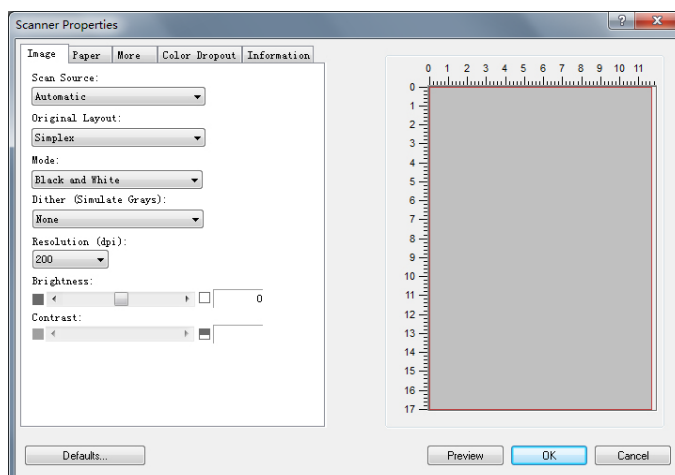 Scanner Properties
Image Paper More Color Dropout Information
Scan Source:
Automatic
Original Layout:
Simplex
Mode:
Black and White
Dither (Simulate Grays):
None
Resolution (dpi):
200
Brightness:
0
Contrast:
0 1 2 3 4 5 6 7 8 9 10 11
0
1
2
3
4
5
6
7
8
9
10
11
12
13
14
15
16
17
Defaults... Preview OK Cancel